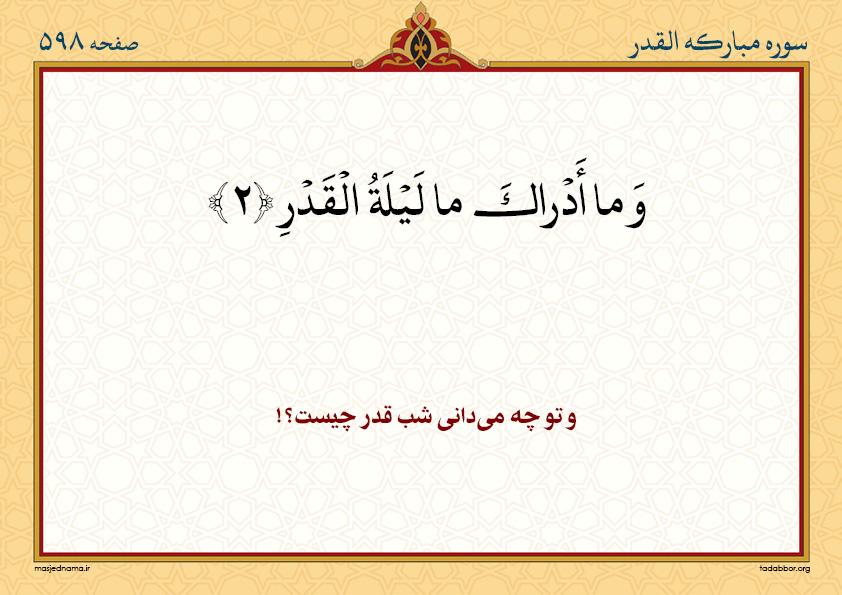 سوره مبارکه القدر
صفحه ۵۹۸
وَ ما أَدْراكَ ما لَيْلَةُ الْقَدْرِ ﴿۲﴾
و تو چه می‌دانی شب قدر چیست؟!
masjednama.ir
tadabbor.org